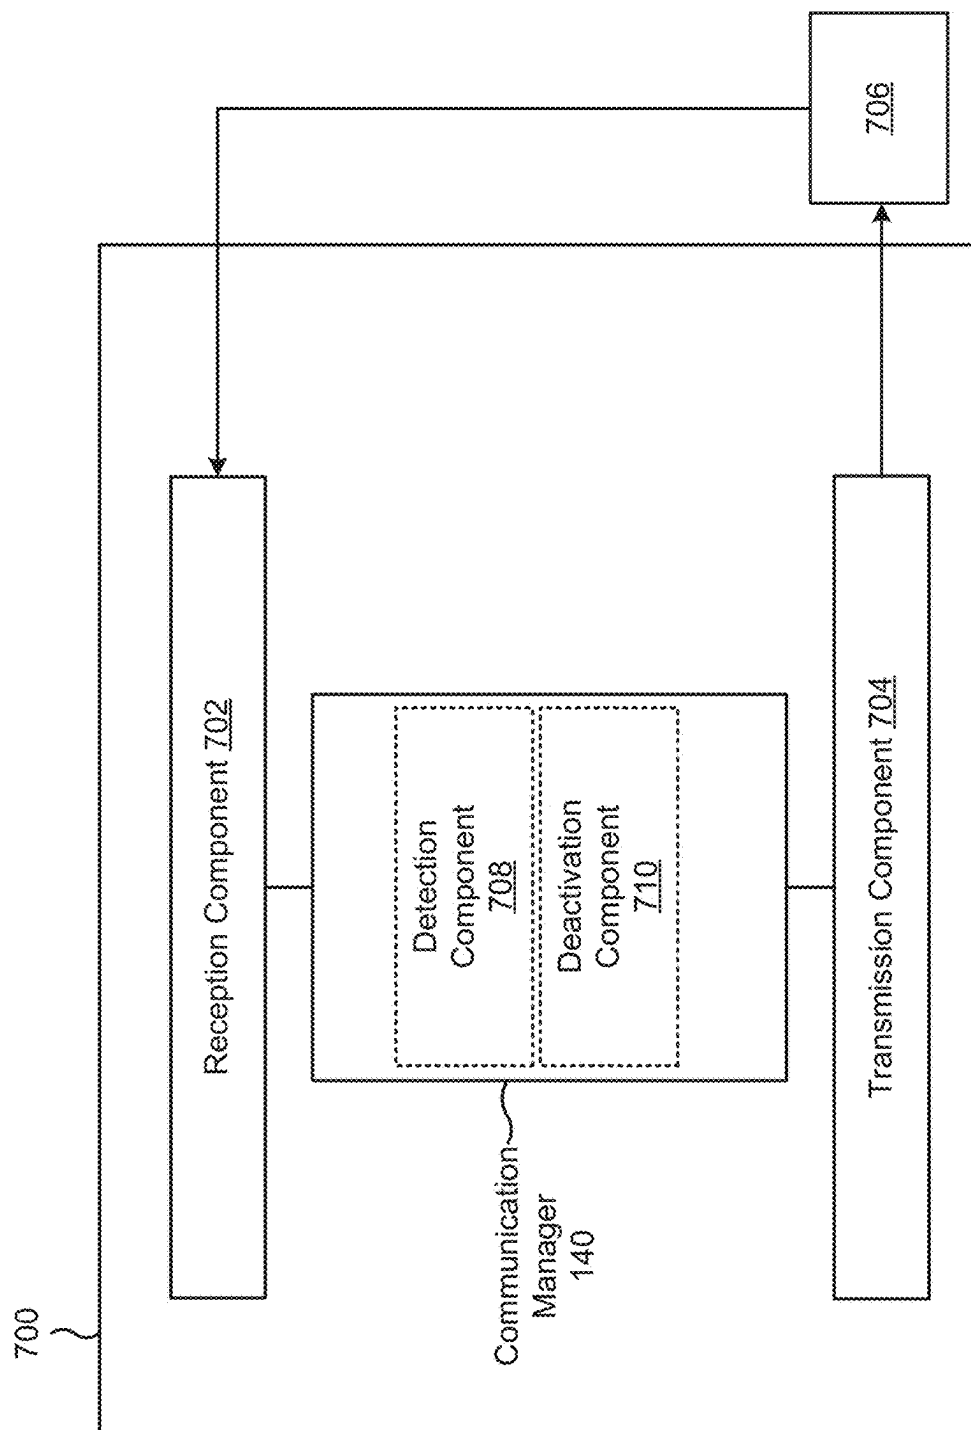 700
Reception Component 702
706
Communication
Manager
140
Detection
Component
708
Deactivation
Component
710
Transmission Component 704